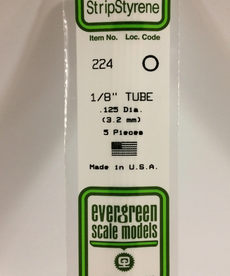 StripStyrene
Item No. Loc. Code
224
1/8" TUBE
.125 Dia.
(3.2 mm)
5 Pieces
Made in U.S.A.
evergreen
scale models